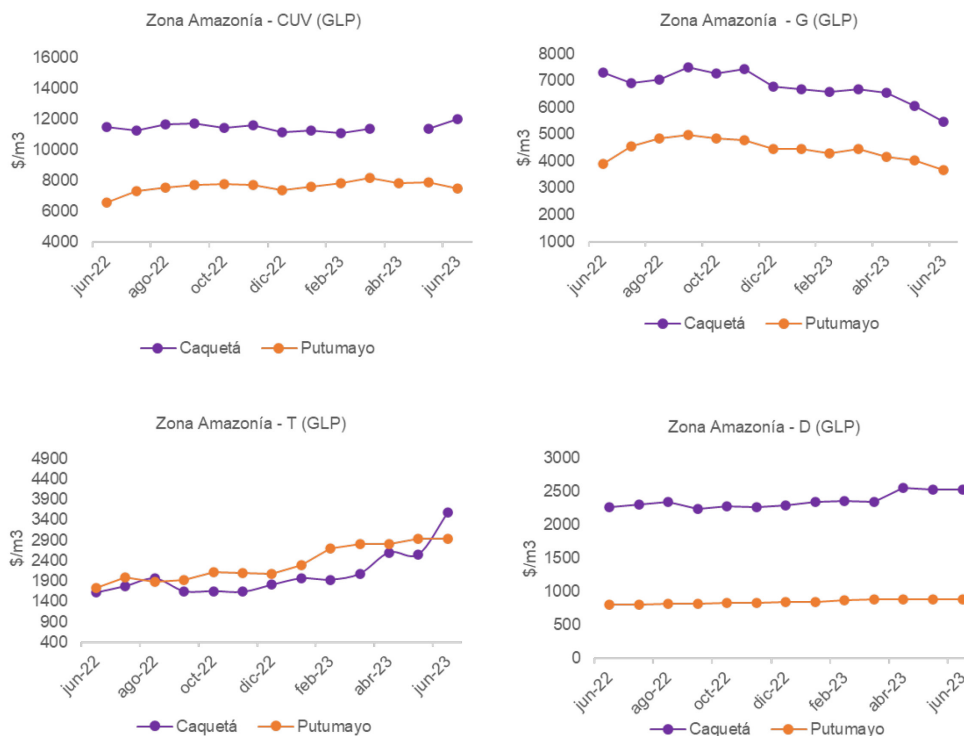 Zona Amazonía - CUV (GLP)
16000
14000
12000
10000
8000
6000
4000
$/m3
jun-22
ago-22
oct-22
dic-22
feb-23
abr-23
jun-23
Caquetá
Putumayo
Zona Amazonía - G (GLP)
8000
7000
6000
5000
4000
3000
2000
1000
$/m3
jun-22
ago-22
oct-22
dic-22
feb-23
abr-23
jun-23
Caquetá
Putumayo
Zona Amazonía - T (GLP)
4900
4400
3900
3400
2900
2400
1900
1400
900
400
$/m3
jun-22
ago-22
oct-22
dic-22
feb-23
abr-23
jun-23
Caquetá
Putumayo
Zona Amazonía - D (GLP)
3000
2500
2000
1500
1000
500
0
$/m3
jun-22
ago-22
oct-22
dic-22
feb-23
abr-23
jun-23
Caquetá
Putumayo